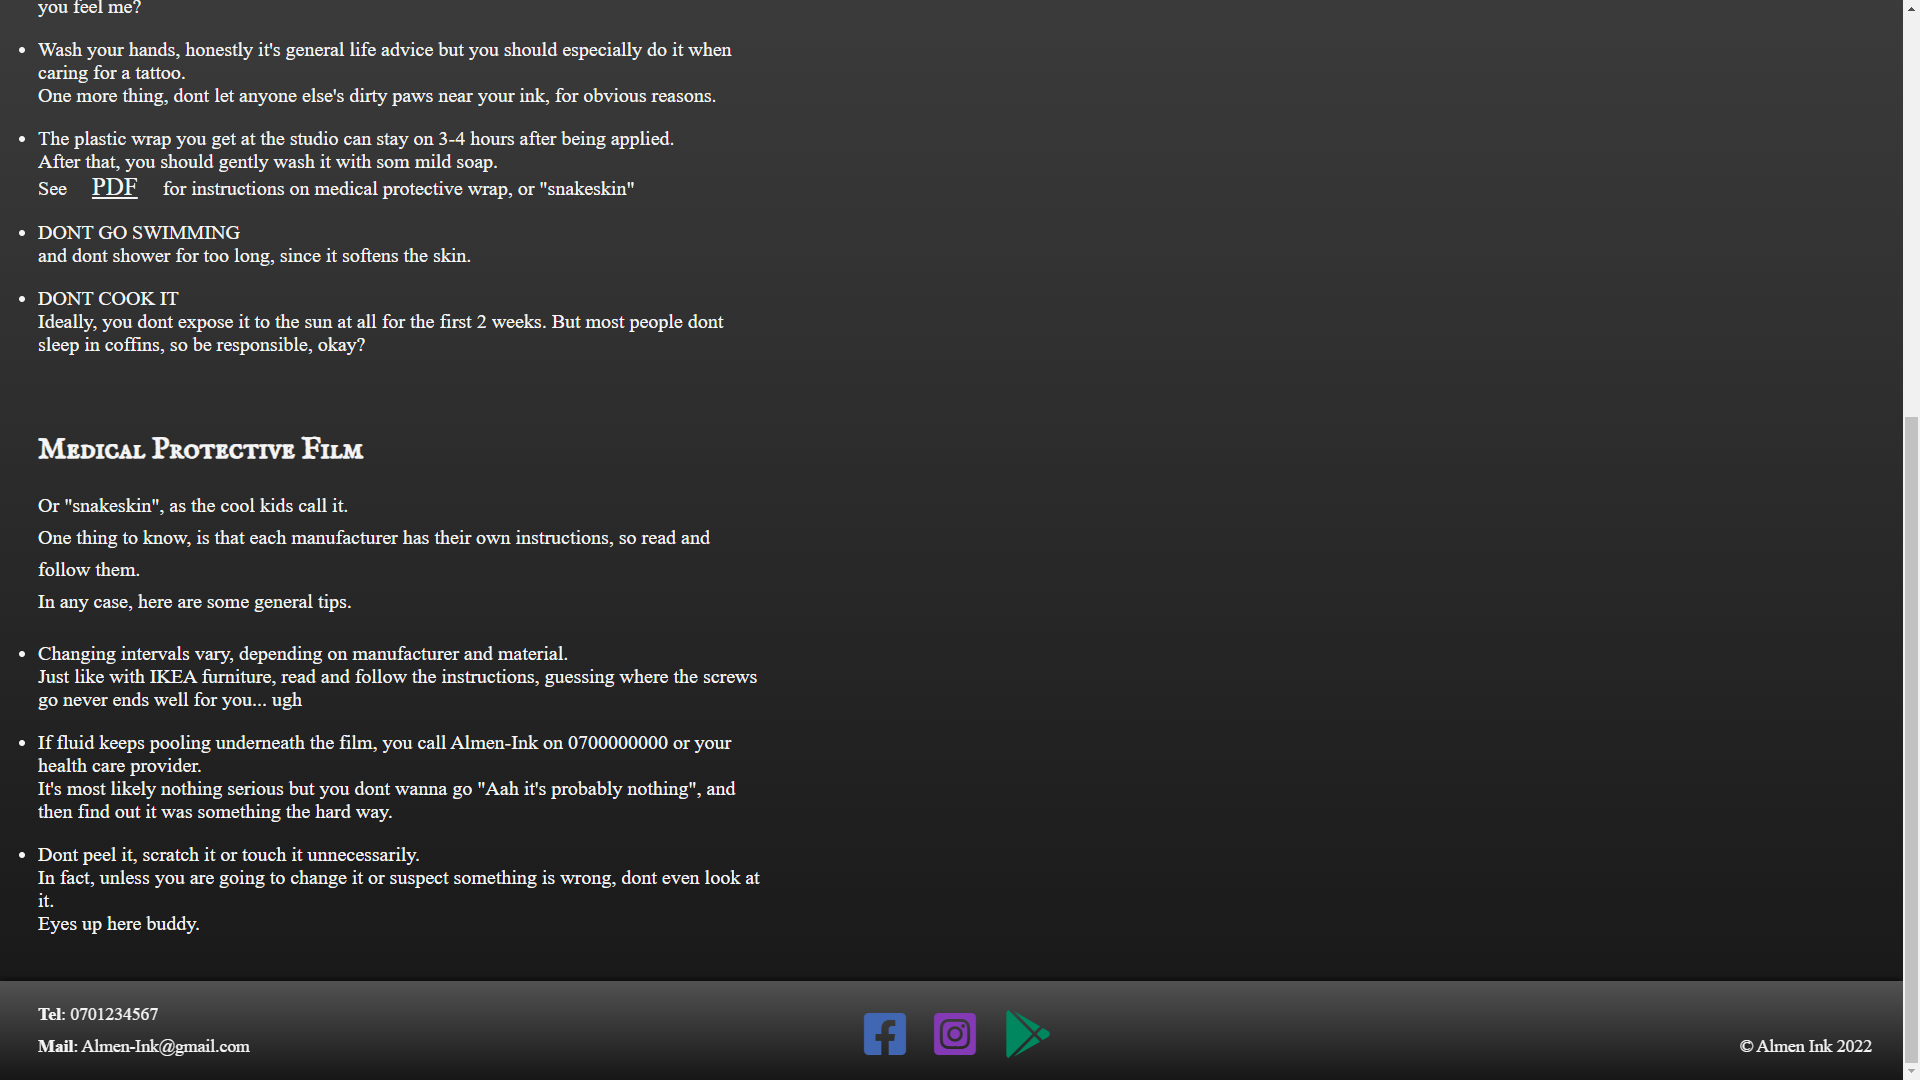 you feel me?
Wash your hands, honestly it's general life advice but you should especially do it when
caring for a tattoo.
One more thing, dont let anyone else's dirty paws near your ink, for obvious reasons.
The plastic wrap you get at the studio can stay on 3-4 hours after being applied.
After that, you should gently wash it with som mild soap.
See PDF for instructions on medical protective wrap, or "snakeskin"
DONT GO SWIMMING
and dont shower for too long, since it softens the skin.
DONT COOK IT
Ideally, you dont expose it to the sun at all for the first 2 weeks. But most people dont
sleep in coffins, so be responsible, okay?
Medical Protective Film
Or "snakeskin", as the cool kids call it.
One thing to know, is that each manufacturer has their own instructions, so read and
follow them.
In any case, here are some general tips.
Changing intervals vary, depending on manufacturer and material.
Just like with IKEA furniture, read and follow the instructions, guessing where the screws
go never ends well for you... ugh
If fluid keeps pooling underneath the film, you call Almen-Ink on 0700000000 or your
health care provider.
It's most likely nothing serious but you dont wanna go "Aah it's probably nothing", and
then find out it was something the hard way.
Dont peel it, scratch it or touch it unnecessarily.
In fact, unless you are going to change it or suspect something is wrong, dont even look at
it.
Eyes up here buddy.
Tel: 0701234567
Mail: Almen-Ink@gmail.com
© Almen Ink 2022